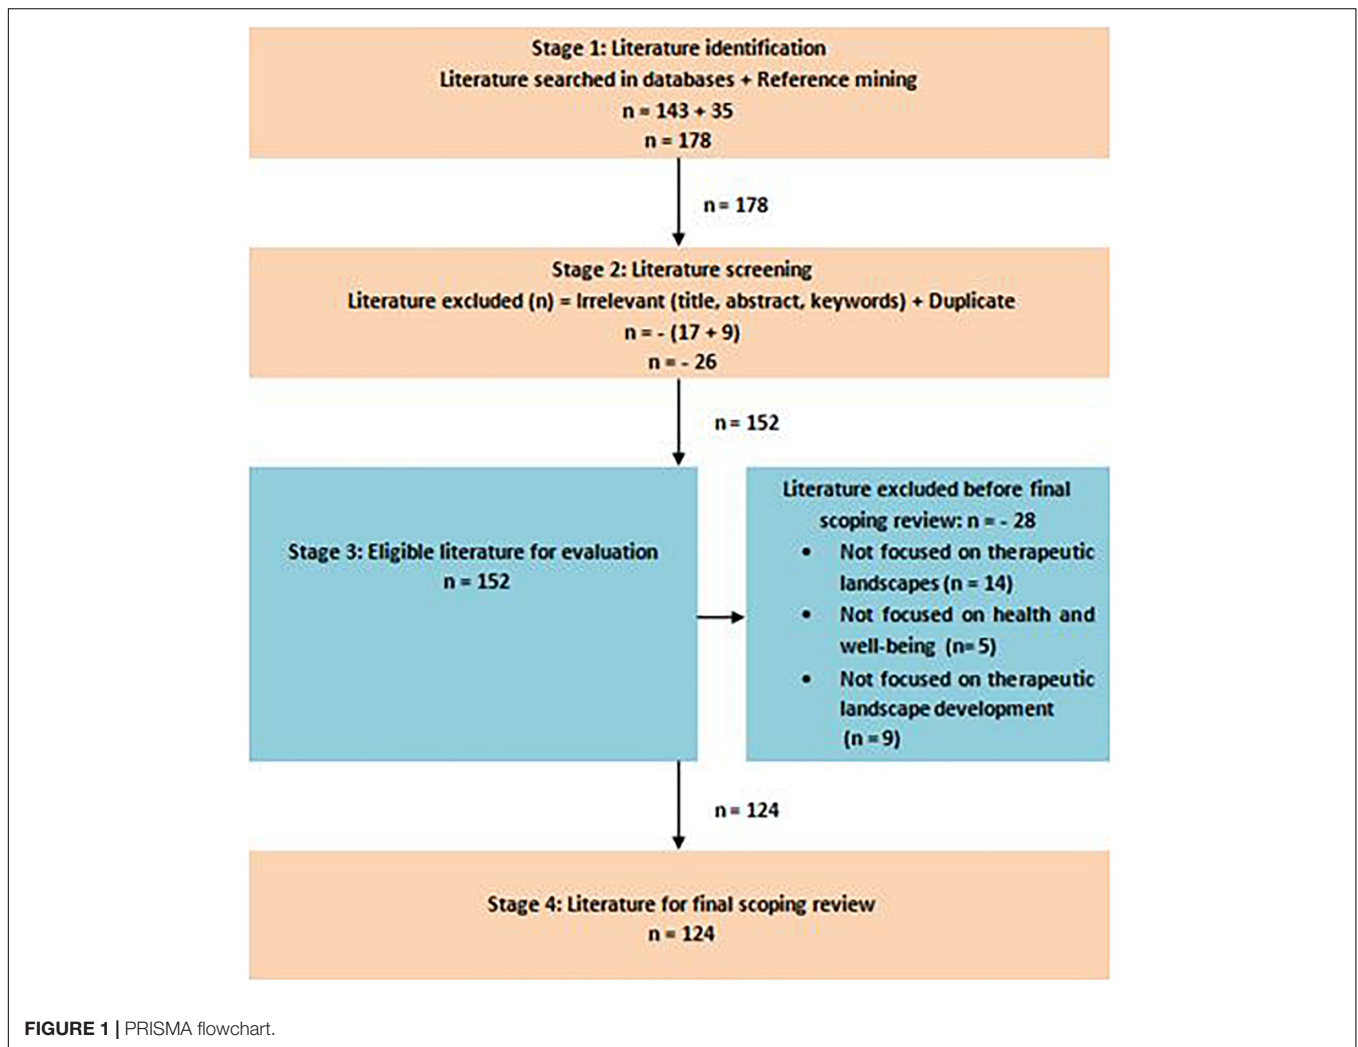 Stage 1: Literature identification
Literature searched in databases + Reference mining
n = 143 + 35
n = 178
n = 178
Stage 2: Literature screening
Literature excluded (n) = Irrelevant (title, abstract, keywords) + Duplicate
n = - (17 + 9)
n = - 26
n = 152
Stage 3: Eligible literature for evaluation
n = 152
Literature excluded before final
scoping review: n = - 28
• Not focused on therapeutic
landscapes (n = 14)
• Not focused on health and
well-being (n= 5)
• Not focused on therapeutic
landscape development
(n = 9)
n = 124
Stage 4: Literature for final scoping review
n = 124
FIGURE 1 | PRISMA flowchart.